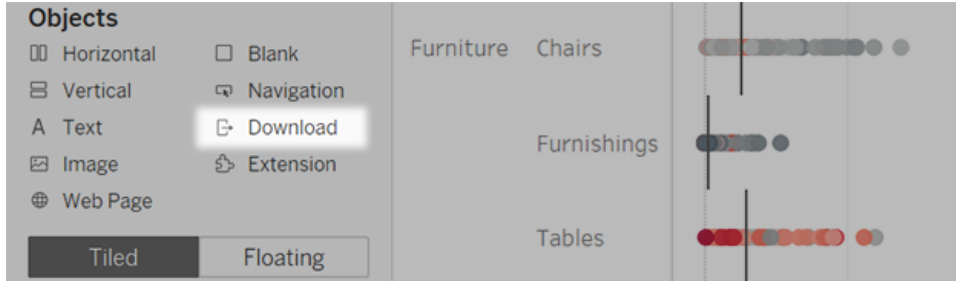 Objects
Horizontal
Blank
Vertical
Navigation
A Text
Download
Image
Extension
Web Page
Tiled
Floating
Furniture
Chairs
Furnishings
Tables